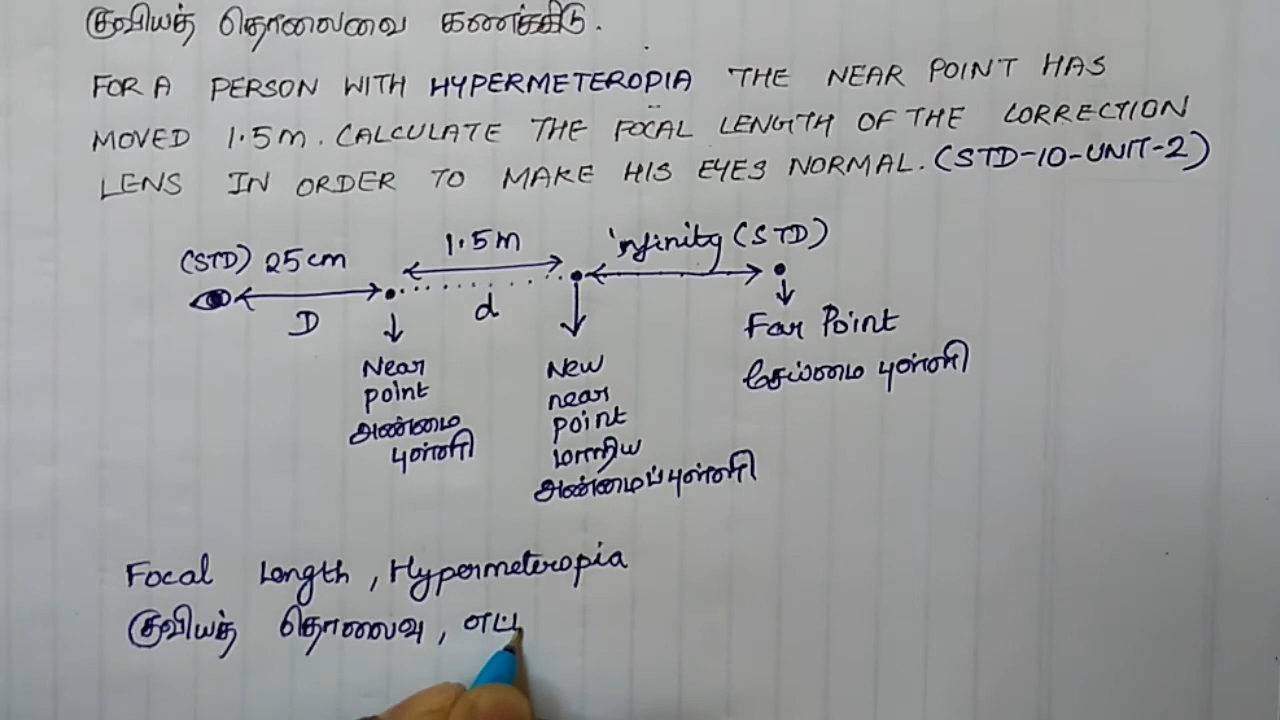 குவியத் தொலைவை கணக்கிடு.
FOR A PERSON WITH HYPERMETEROPIA THE NEAR POINT HAS
MOVED 1.5m. CALCULATE THE FOCAL LENGTH OF THE CORRECTION
LENS IN ORDER TO MAKE HIS EYES NORMAL. (STD-10-UNIT-2)
(STD) 25cm
1.5m
infinity (STD)
D
d
Near
point
அண்மை
புள்ளி
New
near
point
மாறிய
அண்மைப்புள்ளி
Far Point
சேய்மை புள்ளி
Focal Length, Hypermeteropia
குவியத் தொலைவு, எட்